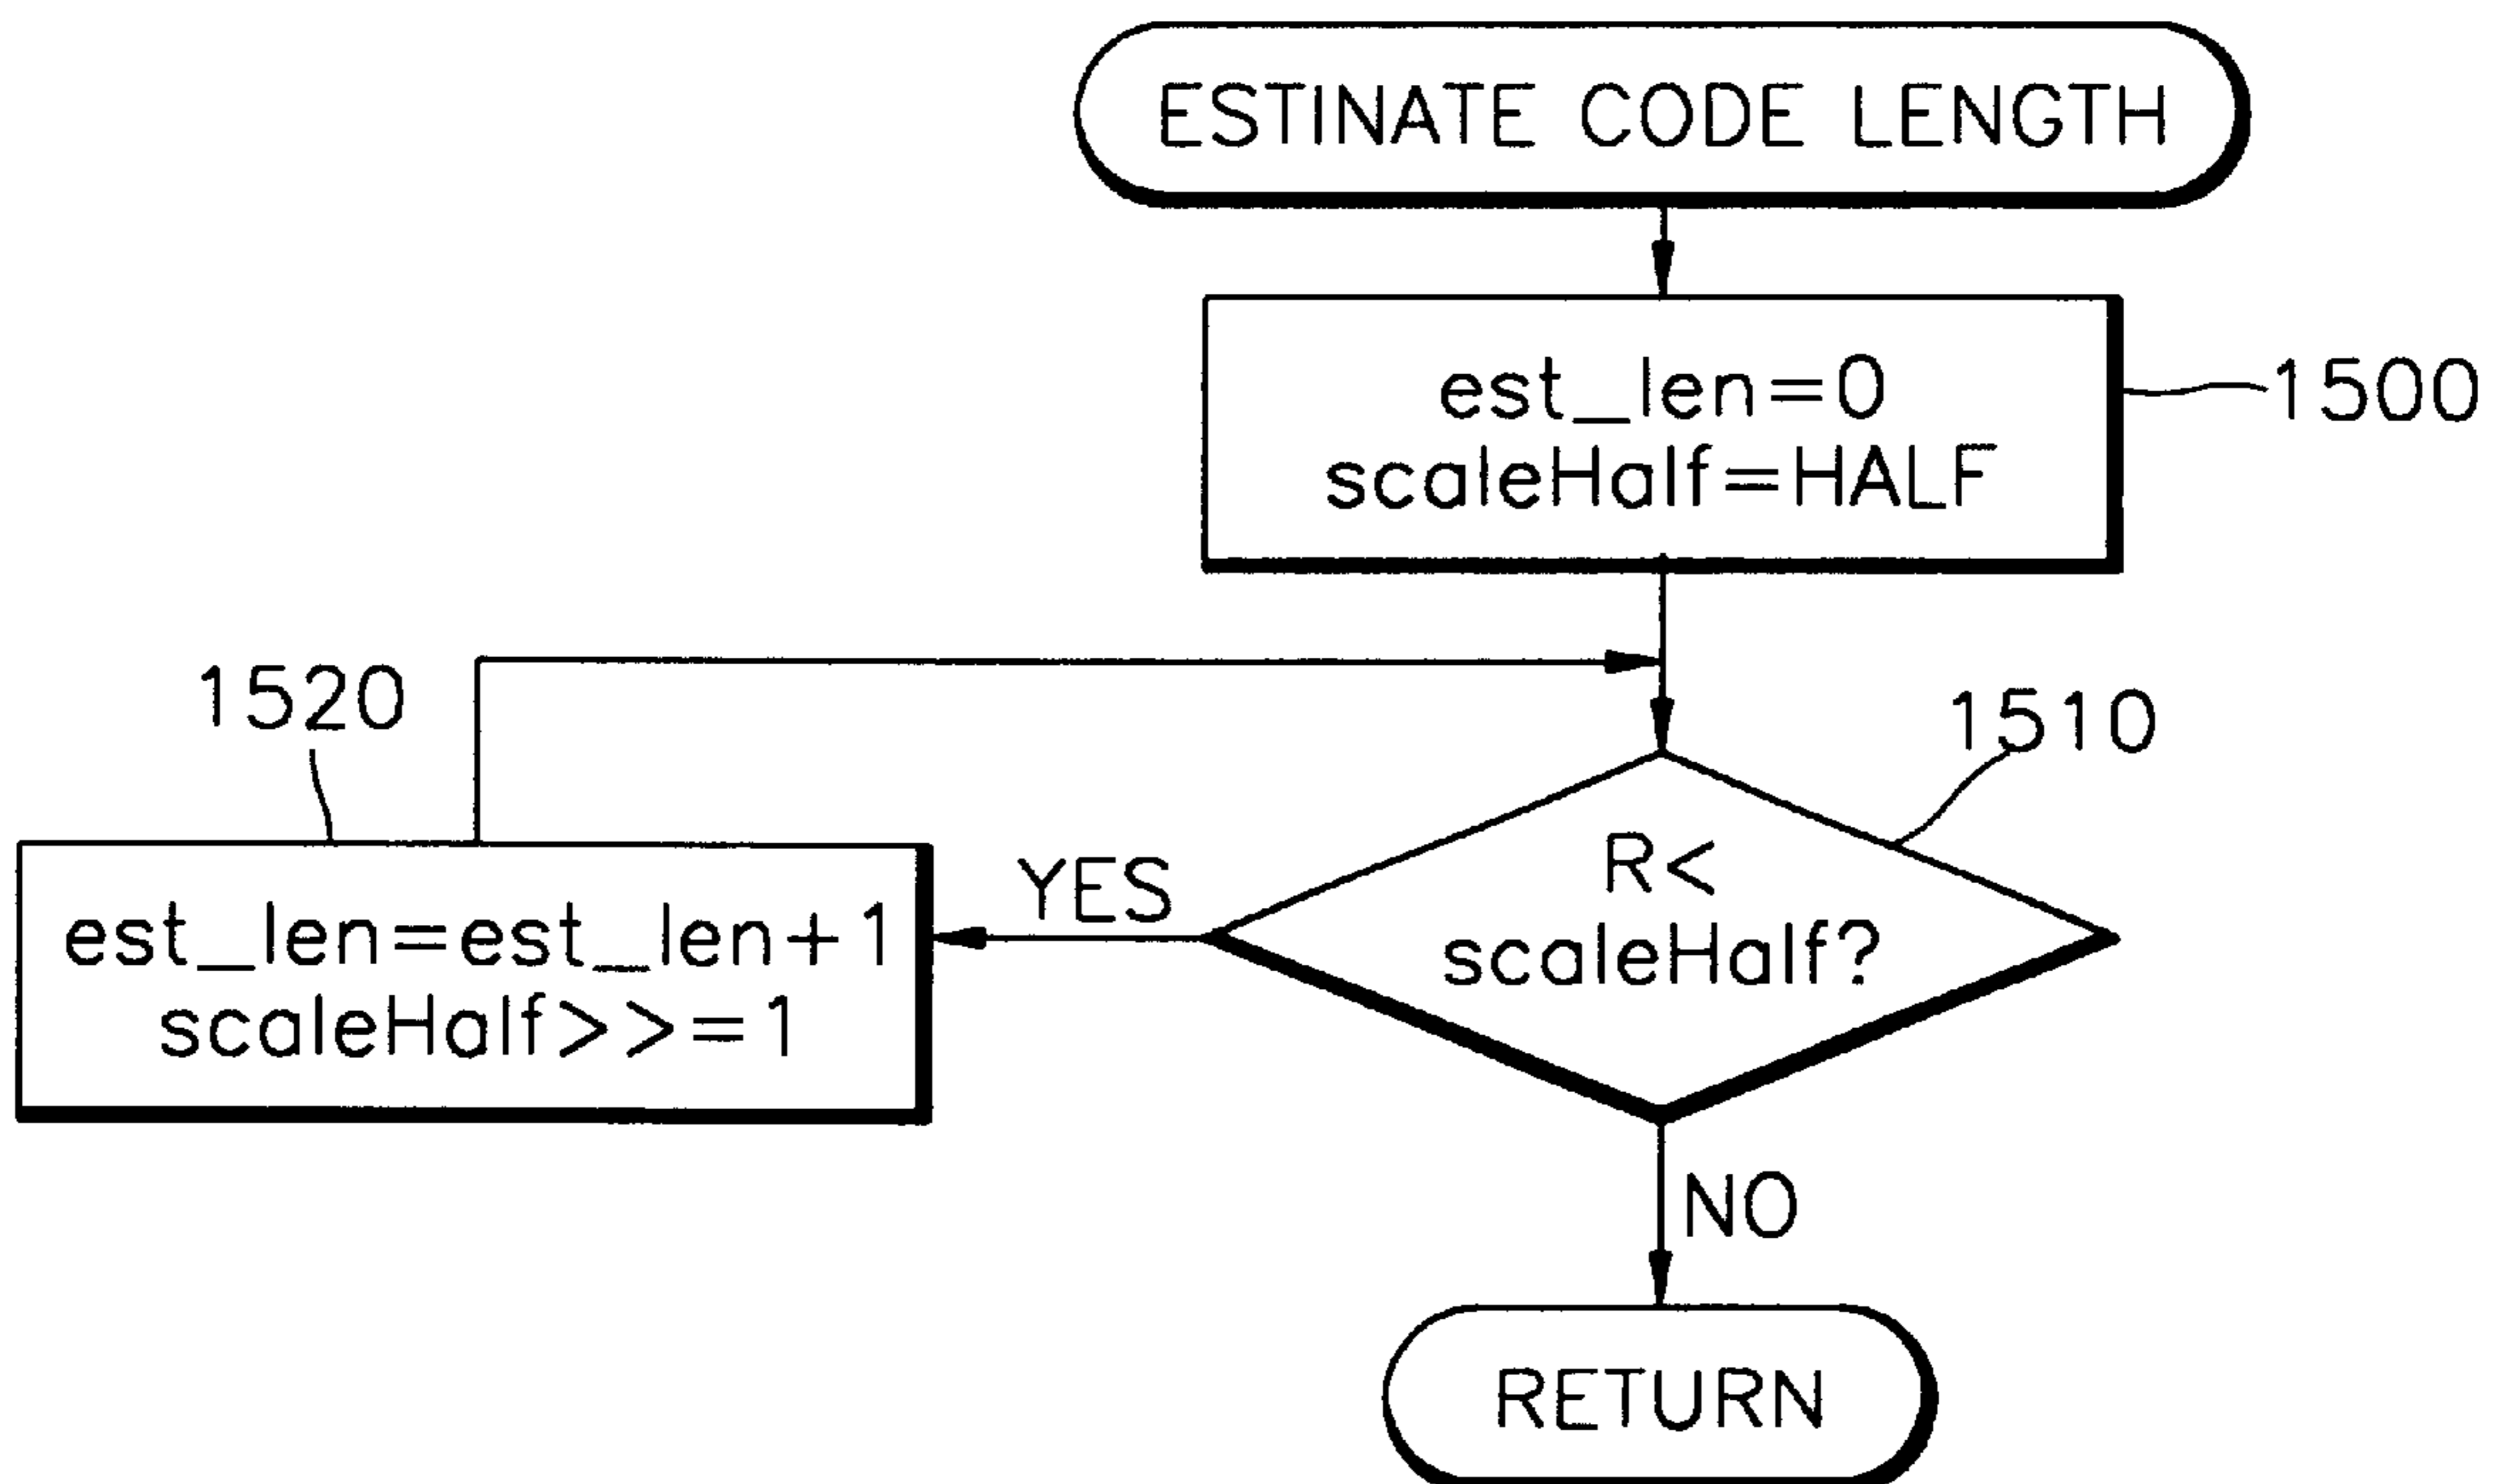 ESTINATE CODE LENGTH
est_len=0
scaleHalf=HALF
1500
1520
1510
R<
scaleHalf?
YES
est_len=est_len+1
scaleHalf>>=1
NO
RETURN